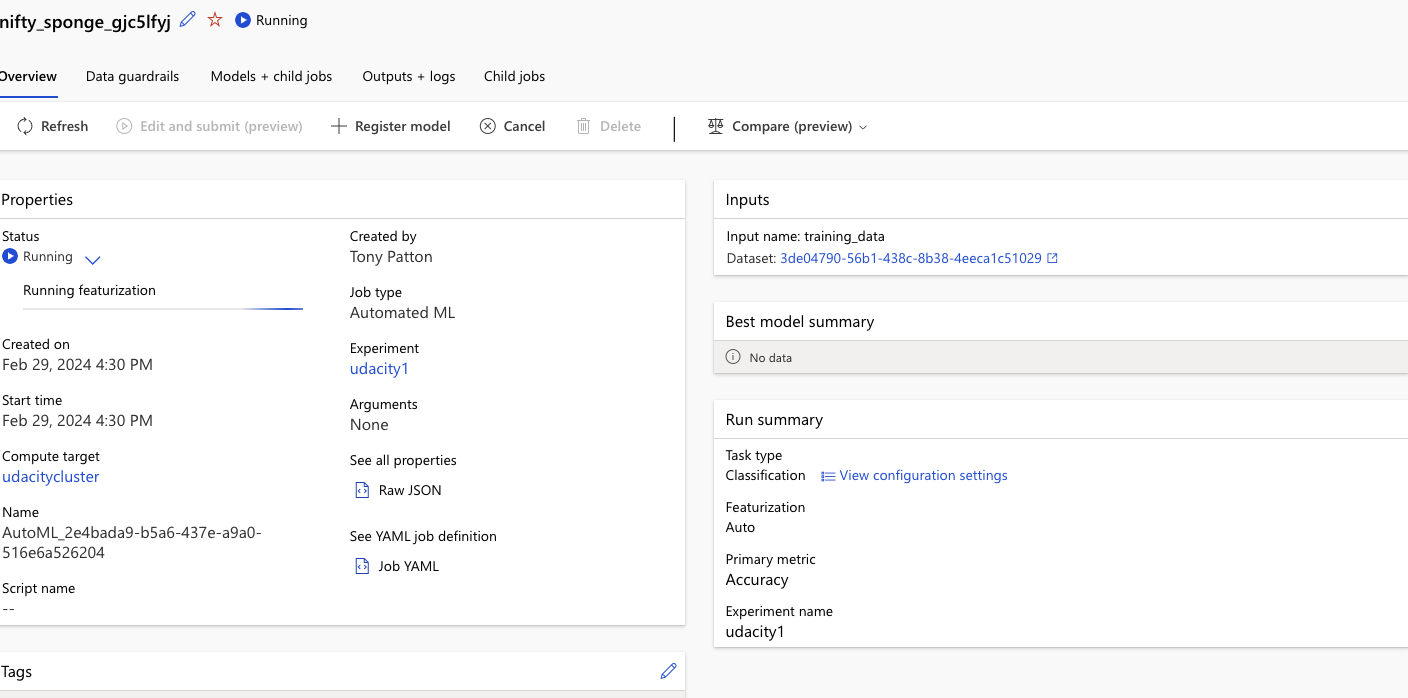 nifty_sponge_gjc5lfyj Running
Overview Data guardrails Models + child jobs Outputs + logs Child jobs
Refresh Edit and submit (preview) Register model Cancel Delete Compare (preview)
Properties
Status
Running
Running featurization
Created on
Feb 29, 2024 4:30 PM
Start time
Feb 29, 2024 4:30 PM
Compute target
udacitycluster
Name
AutoML_2e4bada9-b5a6-437e-a9a0-
516e6a526204
Script name
--
Created by
Tony Patton
Job type
Automated ML
Experiment
udacity1
Arguments
None
See all properties
Raw JSON
See YAML job definition
Job YAML
Tags
Inputs
Input name: training_data
Dataset: 3de04790-56b1-438c-8b38-4eeca1c51029
Best model summary
No data
Run summary
Task type
Classification View configuration settings
Featurization
Auto
Primary metric
Accuracy
Experiment name
udacity1